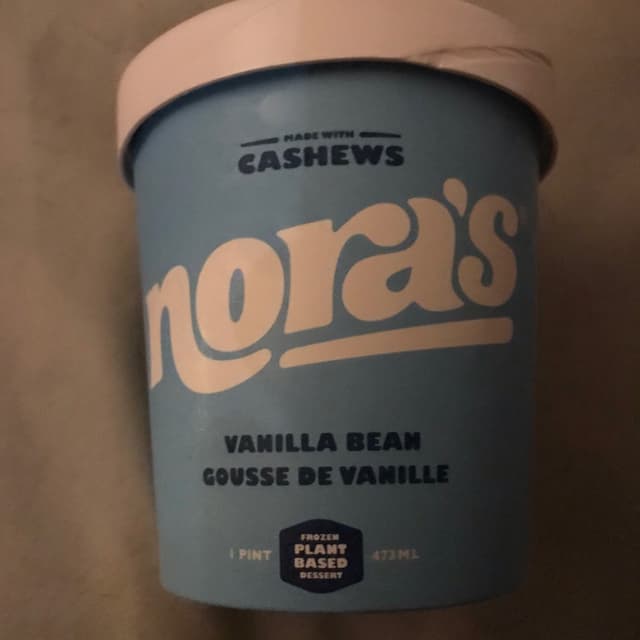 MADE WITH
CASHEWS
nora's
VANILLA BEAN
GOUSSE DE VANILLE
1 PINT
FROZEN
PLANT
BASED
DESSERT
473 ML